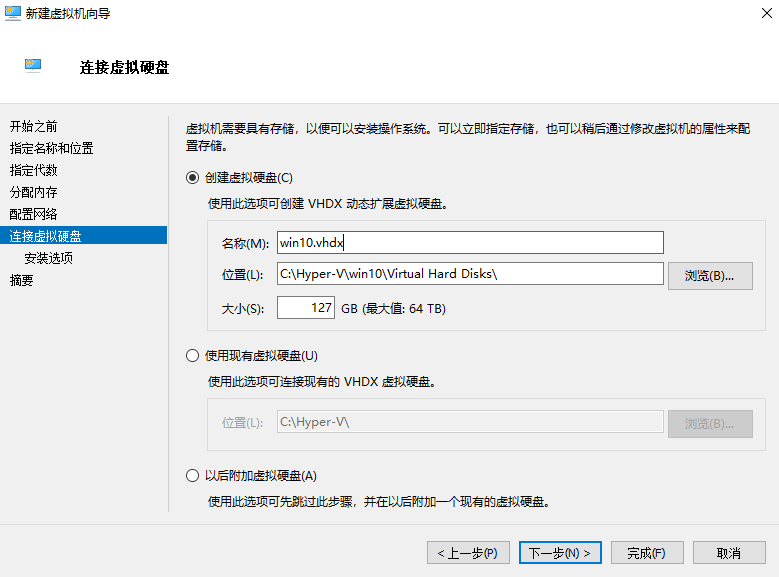 新建虚拟机向导
连接虚拟硬盘
开始之前
指定名称和位置
指定代数
分配内存
配置网络
连接虚拟硬盘
安装选项
摘要
虚拟机需要具有存储，以便可以安装操作系统。可以立即指定存储，也可以稍后通过修改虚拟机的属性来配
置存储。
创建虚拟硬盘(C)
使用此选项可创建 VHDX 动态扩展虚拟硬盘。
名称(M): win10.vhdx
位置(L): C:\Hyper-V\win10\Virtual Hard Disks\ 浏览(B)...
大小(S): 127 GB (最大值: 64 TB)
使用现有虚拟硬盘(U)
使用此选项可连接现有的 VHDX 虚拟硬盘。
位置(L): C:\Hyper-V\ 浏览(B)...
以后附加虚拟硬盘(A)
使用此选项可先跳过此步骤，并在以后附加一个现有的虚拟硬盘。
< 上一步(P) 下一步(N) > 完成(F) 取消